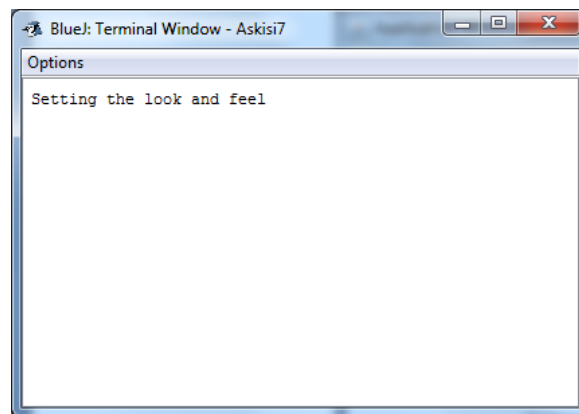 BlueJ: Terminal Window - Askisi7
Options
Setting the look and feel